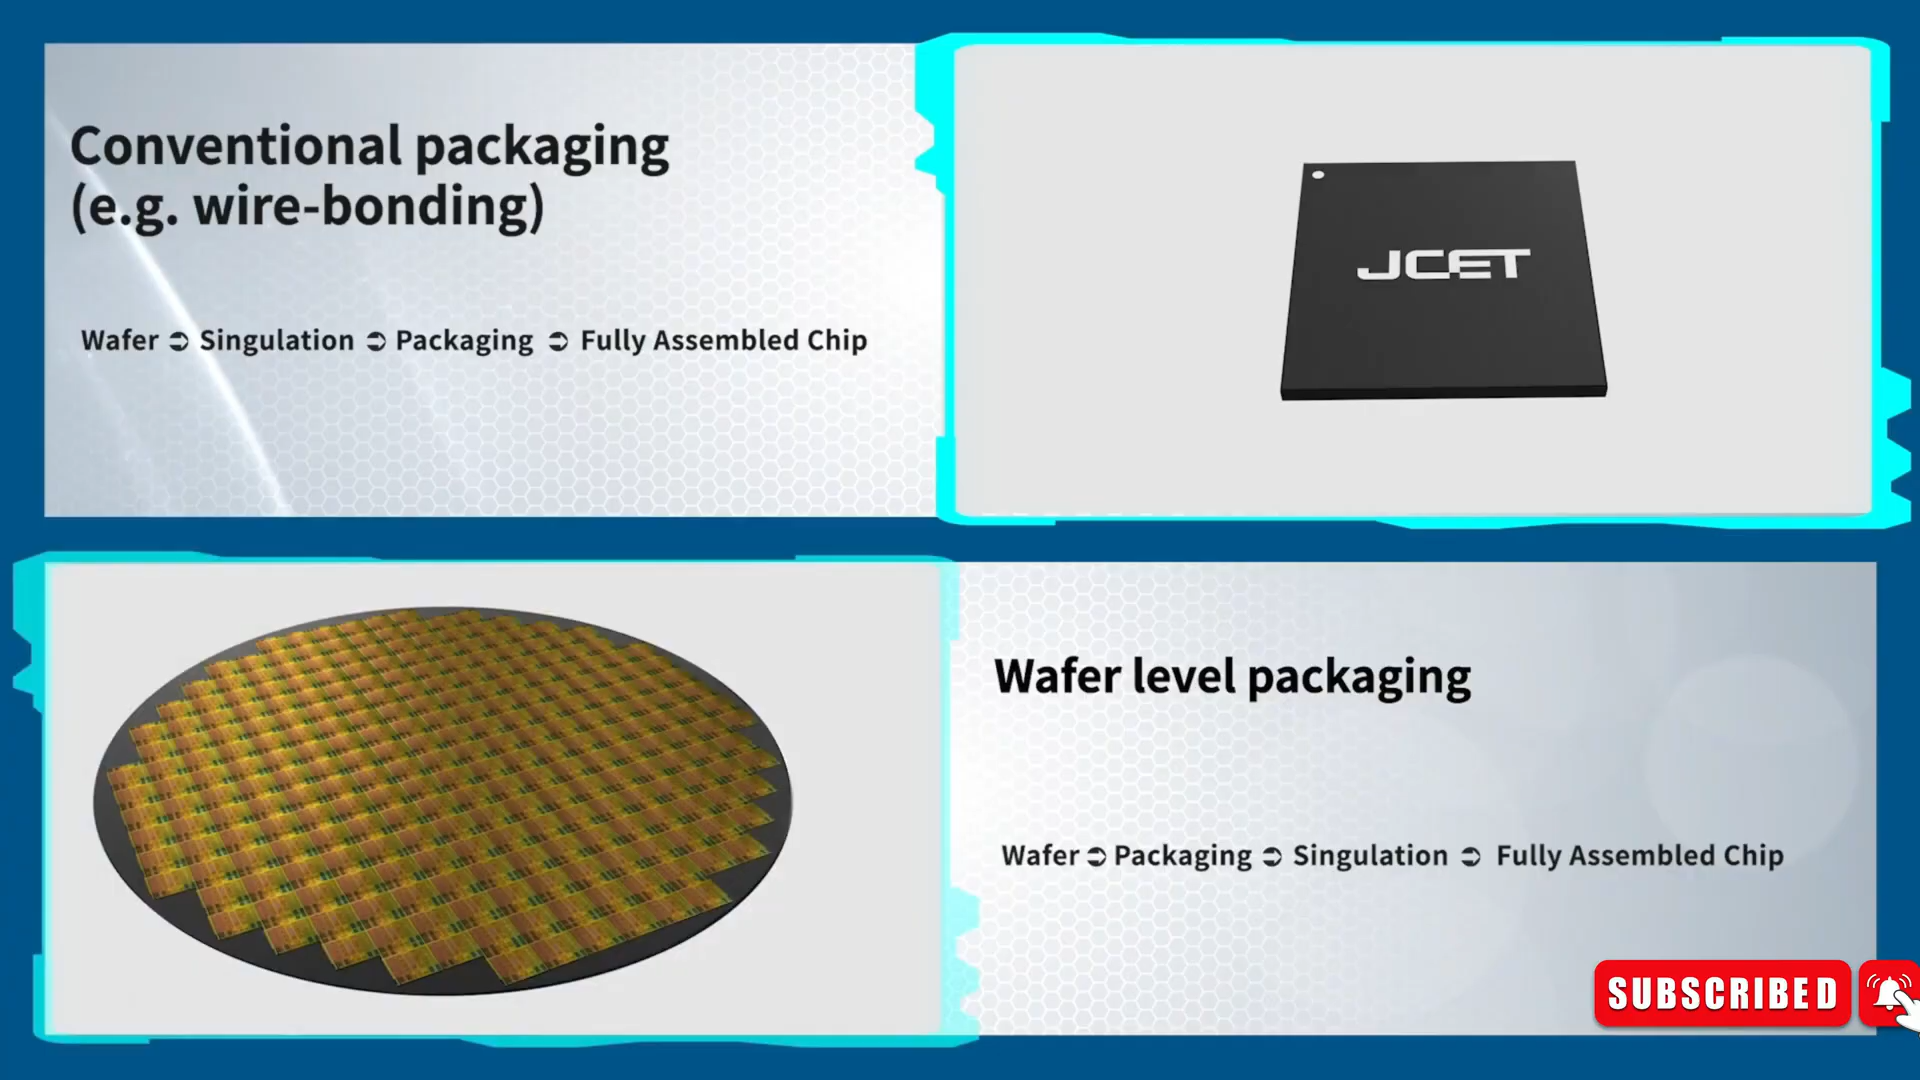 Conventional packaging
(e.g. wire-bonding)
Wafer ➲ Singulation ➲ Packaging ➲ Fully Assembled Chip
JCET
Wafer level packaging
Wafer ➲ Packaging ➲ Singulation ➲ Fully Assembled Chip
SUBSCRIBED